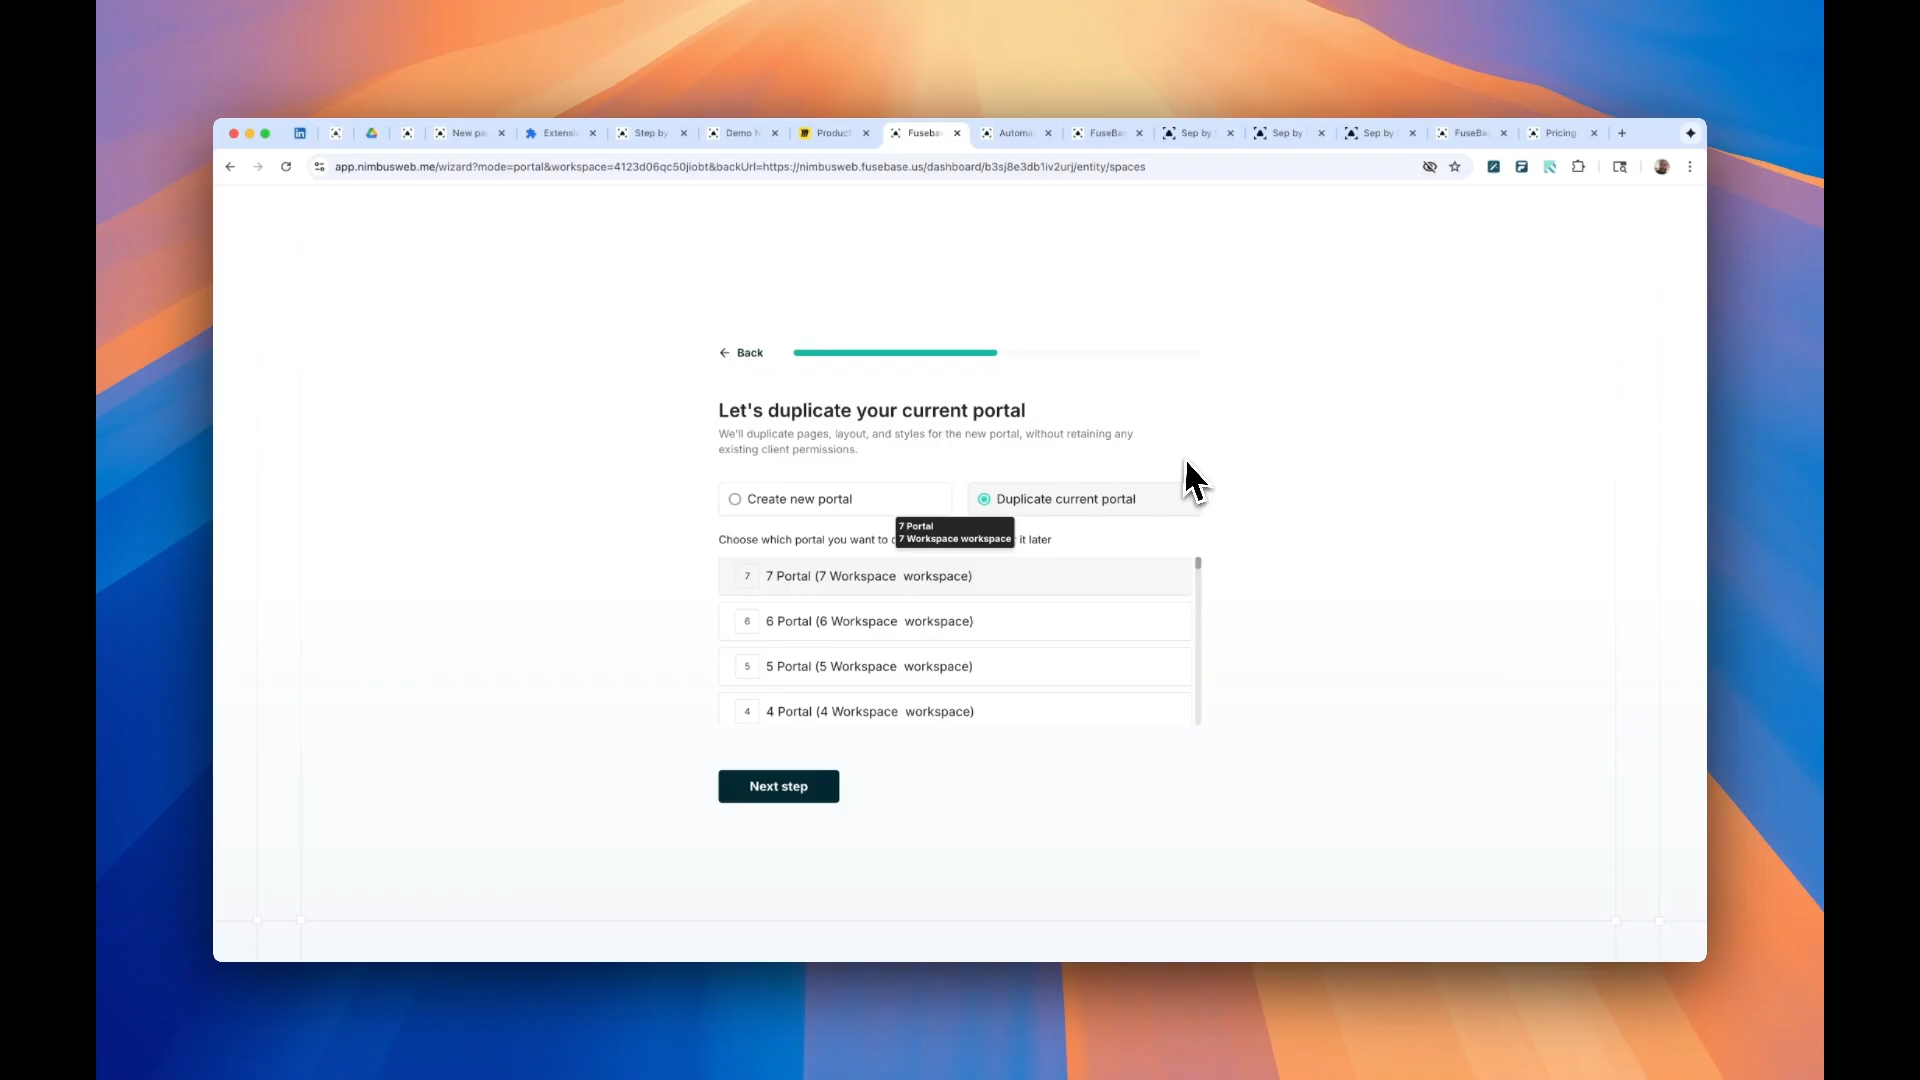 New pa
Extensi
Step by
Demo N
Product
Fuseba
Automa
FuseBa
Sep by
Sep by
Sep by
FuseBa
Pricing
app.nimbusweb.me/wizard?mode=portal&workspace=4123d06qc50jiobt&backUrl=https://nimbusweb.fusebase.us/dashboard/b3sj8e3db1iv2urj/entity/spaces
Back
Let's duplicate your current portal
We'll duplicate pages, layout, and styles for the new portal, without retaining any
existing client permissions.
Create new portal
Duplicate current portal
7 Portal
7 Workspace workspace
Choose which portal you want to it later
7 7 Portal (7 Workspace workspace)
6 6 Portal (6 Workspace workspace)
5 5 Portal (5 Workspace workspace)
4 4 Portal (4 Workspace workspace)
Next step